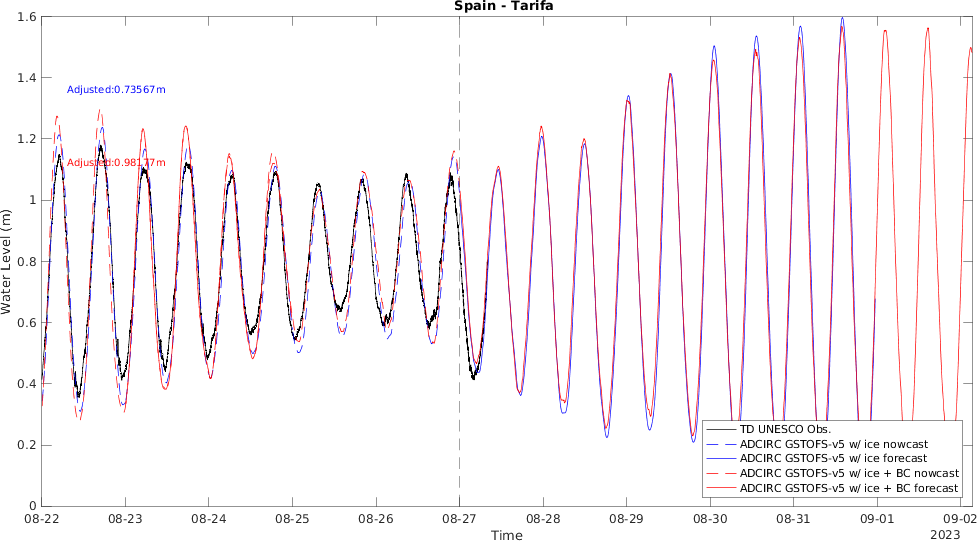 Spain - Tarifa
1.6
1.4
1.2
1
0.8
0.6
0.4
0.2
0
Water Level (m)
Adjusted:0.73567m
Adjusted:0.98177m
TD UNESCO Obs.
ADCIRC GSTOFS-v5 w/ ice nowcast
ADCIRC GSTOFS-v5 w/ ice forecast
ADCIRC GSTOFS-v5 w/ ice + BC nowcast
ADCIRC GSTOFS-v5 w/ ice + BC forecast
08-22 08-23 08-24 08-25 08-26 08-27 08-28 08-29 08-30 08-31 09-01 09-02
Time
2023